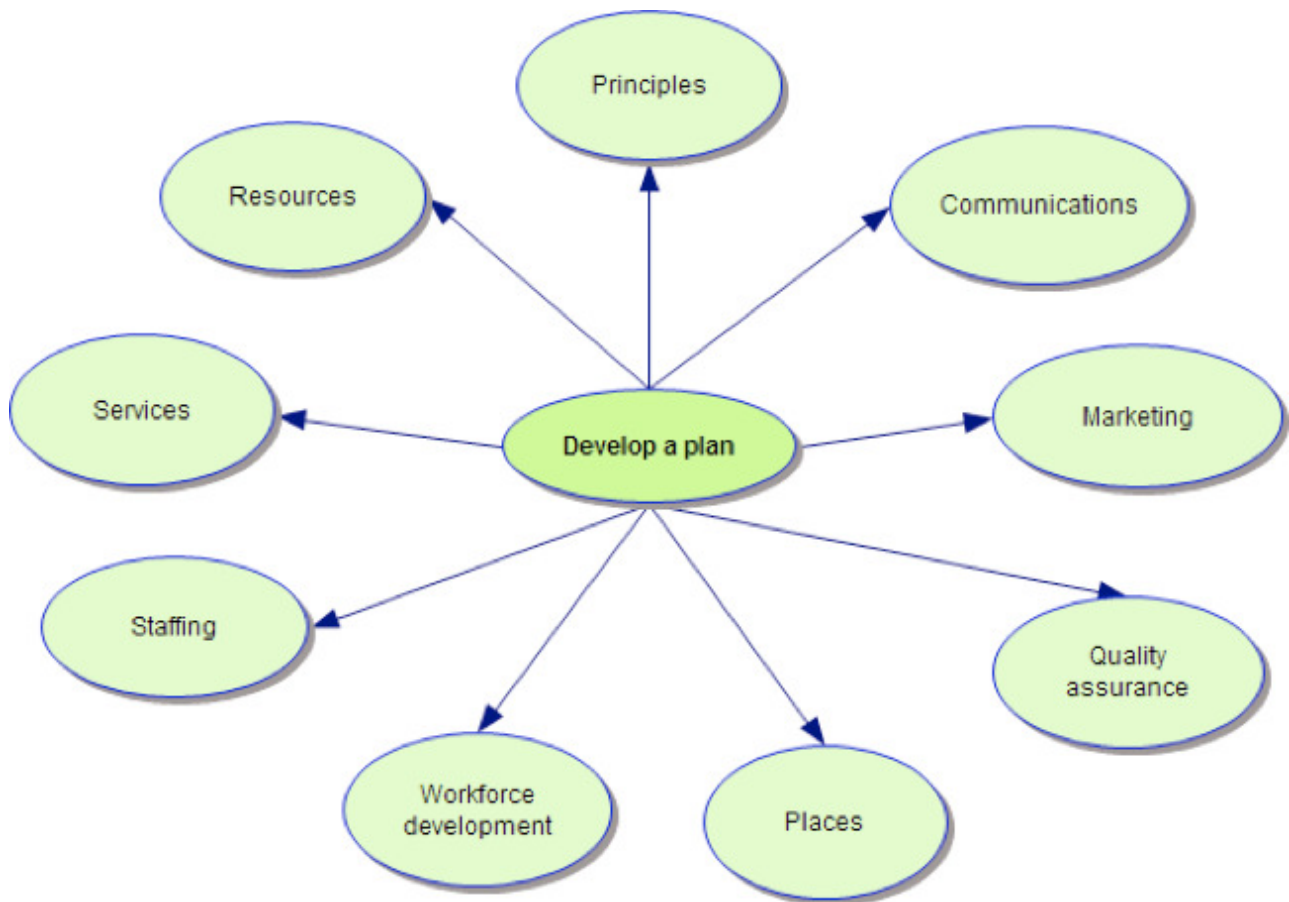 Principles
Resources
Communications
Services
Marketing
Develop a plan
Staffing
Quality
assurance
Workforce
development
Places